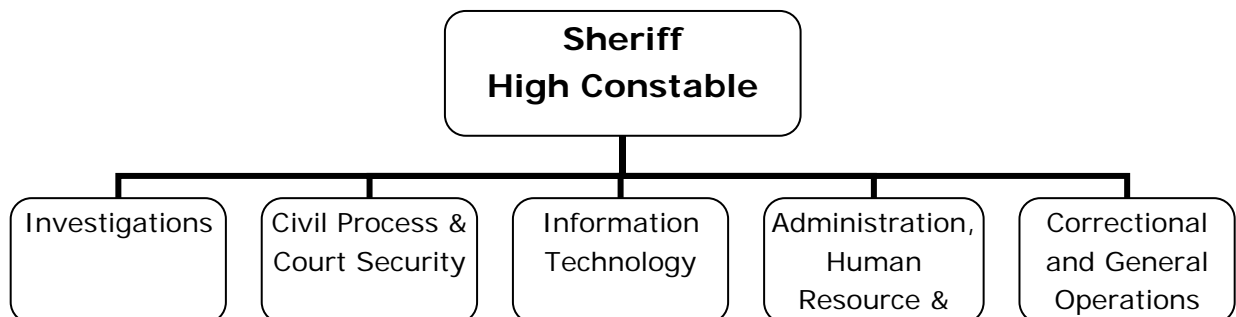 Sheriff
High Constable
Investigations
Civil Process &
Court Security
Information
Technology
Administration,
Human
Resource &
Correctional
and General
Operations